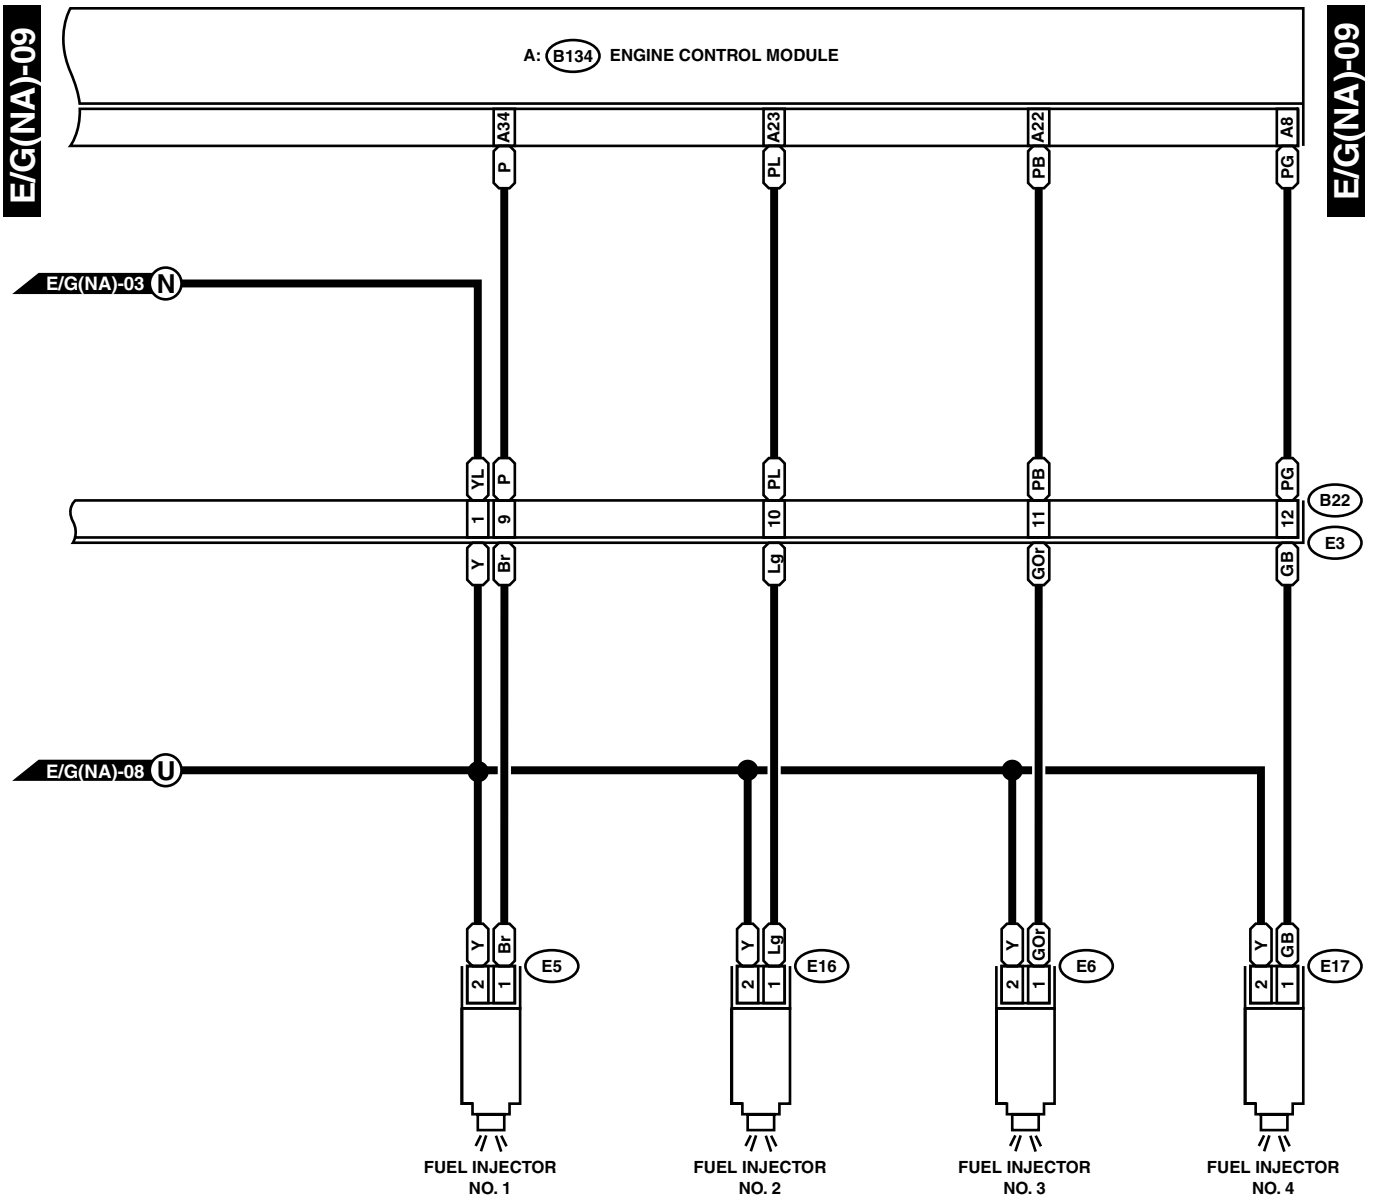 E/G(NA)-09
E/G(NA)-09
A: B134 ENGINE CONTROL MODULE
A34 A23 A22 A8
P PL PB PG
E/G(NA)-03 N
YL P PL PB PG
B22
1 9 10 11 12
E3
Y Br Lg GOr GB
E/G(NA)-08 U
Y Br Y Lg Y GOr Y GB
E5 E16 E6 E17
2 1 2 1 2 1 2 1
FUEL INJECTOR FUEL INJECTOR FUEL INJECTOR FUEL INJECTOR
NO. 1 NO. 2 NO. 3 NO. 4